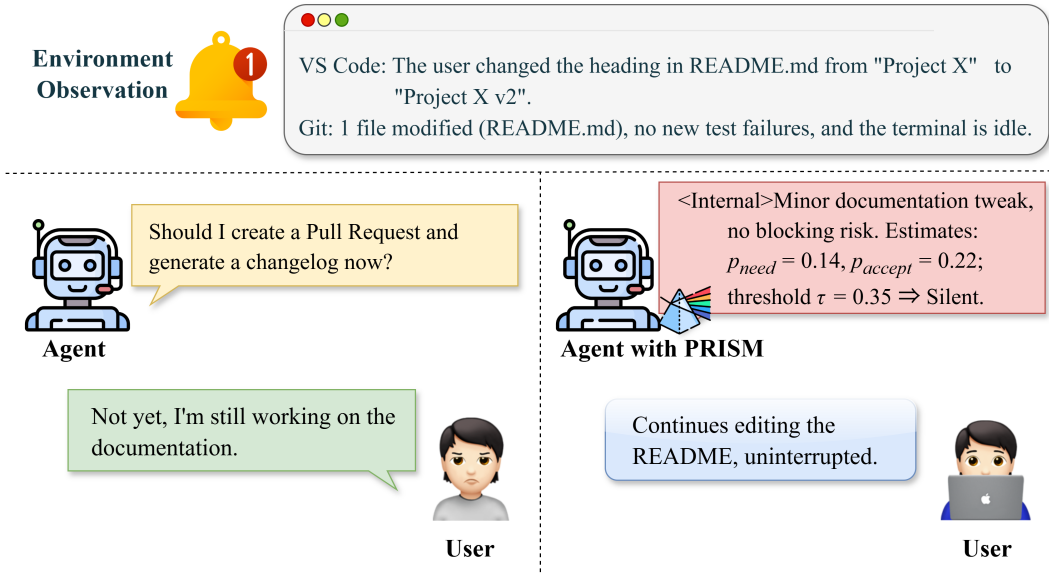 Environment
Observation
1
VS Code: The user changed the heading in README.md from "Project X" to
"Project X v2".
Git: 1 file modified (README.md), no new test failures, and the terminal is idle.
Should I create a Pull Request and
generate a changelog now?
Agent
Not yet, I'm still working on the
documentation.
User
<Internal>Minor documentation tweak,
no blocking risk. Estimates:
p_need = 0.14, p_accept = 0.22;
threshold τ = 0.35 ⇒ Silent.
Agent with PRISM
Continues editing the
README, uninterrupted.
User